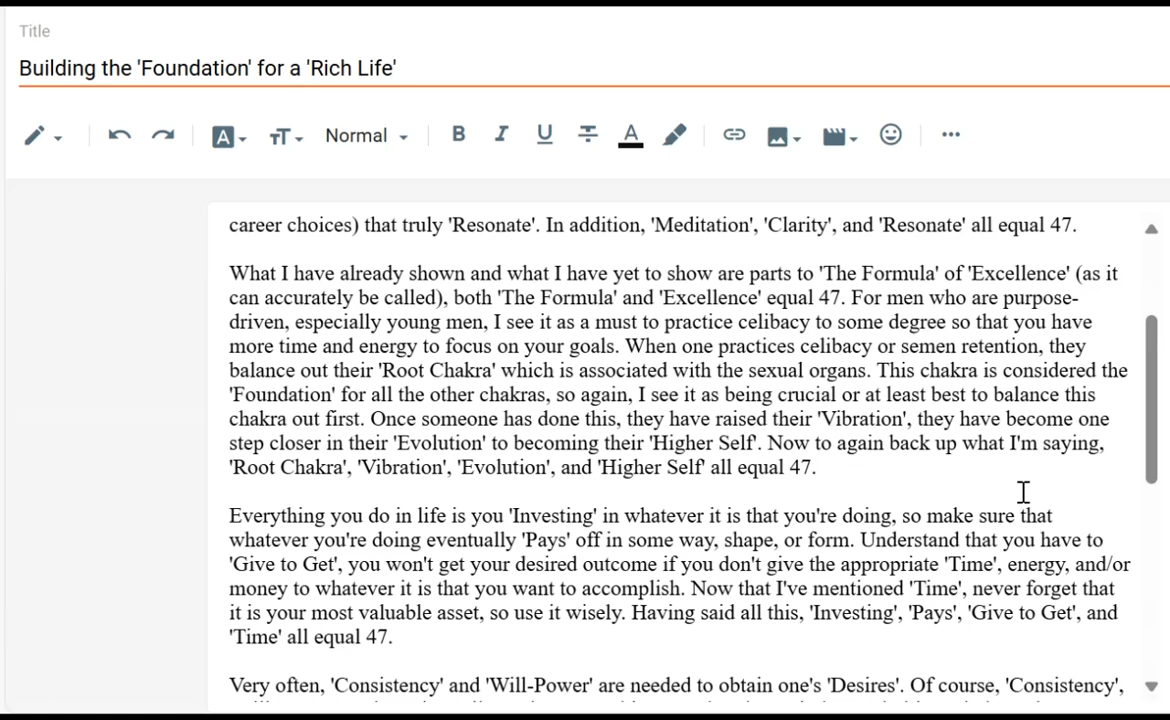 Title
Building the 'Foundation' for a 'Rich Life'
Normal
B I U T A
career choices) that truly 'Resonate'. In addition, 'Meditation', 'Clarity', and 'Resonate' all equal 47.
What I have already shown and what I have yet to show are parts to 'The Formula' of 'Excellence' (as it
can accurately be called), both 'The Formula' and 'Excellence' equal 47. For men who are purpose-
driven, especially young men, I see it as a must to practice celibacy to some degree so that you have
more time and energy to focus on your goals. When one practices celibacy or semen retention, they
balance out their 'Root Chakra' which is associated with the sexual organs. This chakra is considered the
'Foundation' for all the other chakras, so again, I see it as being crucial or at least best to balance this
chakra out first. Once someone has done this, they have raised their 'Vibration', they have become one
step closer in their 'Evolution' to becoming their 'Higher Self'. Now to again back up what I'm saying,
'Root Chakra', 'Vibration', 'Evolution', and 'Higher Self' all equal 47.
Everything you do in life is you 'Investing' in whatever it is that you're doing, so make sure that
whatever you're doing eventually 'Pays' off in some way, shape, or form. Understand that you have to
'Give to Get', you won't get your desired outcome if you don't give the appropriate 'Time', energy, and/or
money to whatever it is that you want to accomplish. Now that I've mentioned 'Time', never forget that
it is your most valuable asset, so use it wisely. Having said all this, 'Investing', 'Pays', 'Give to Get', and
'Time' all equal 47.
Very often, 'Consistency' and 'Will-Power' are needed to obtain one's 'Desires'. Of course, 'Consistency',